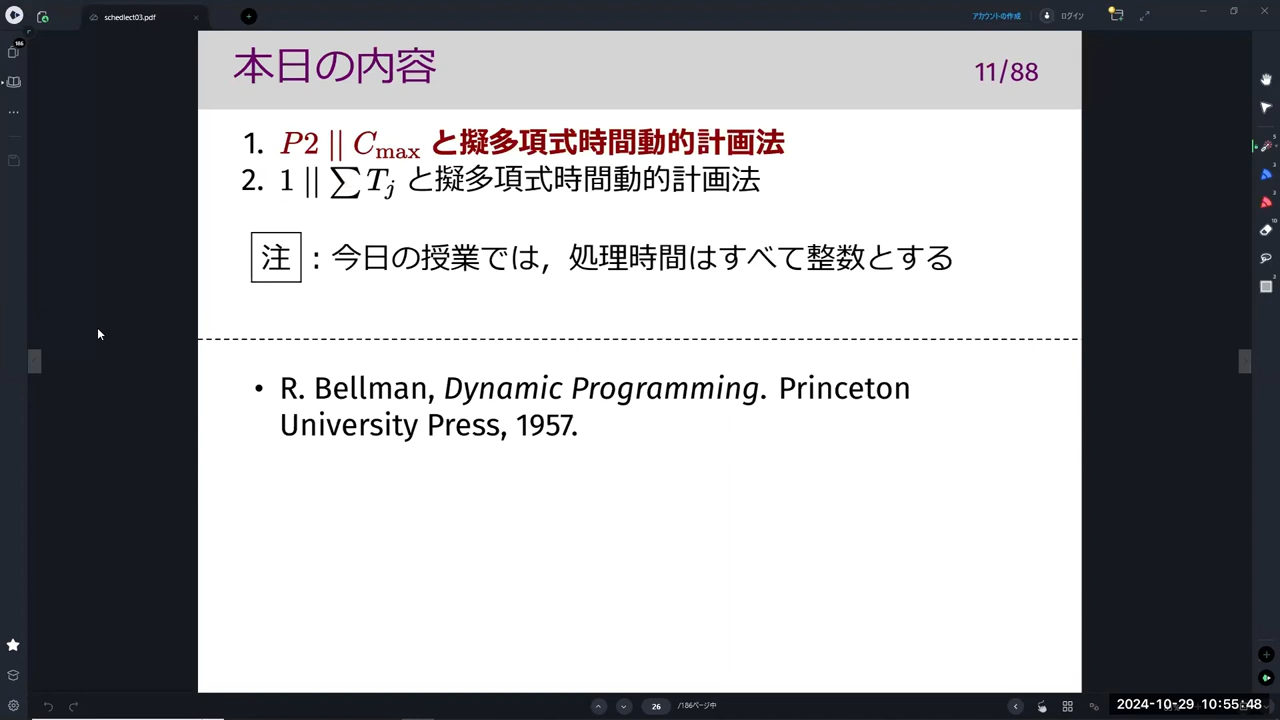 schedlect03.pdf
アカウントの作成
ログイン
186
本日の内容
11/88
1. P2 || Cmax と擬多項式時間動的計画法
2. 1 || ∑ Tj と擬多項式時間動的計画法
注 : 今日の授業では，処理時間はすべて整数とする
• R. Bellman, Dynamic Programming. Princeton
University Press, 1957.
26
/186ページ中
2024-10-29 10:55:48